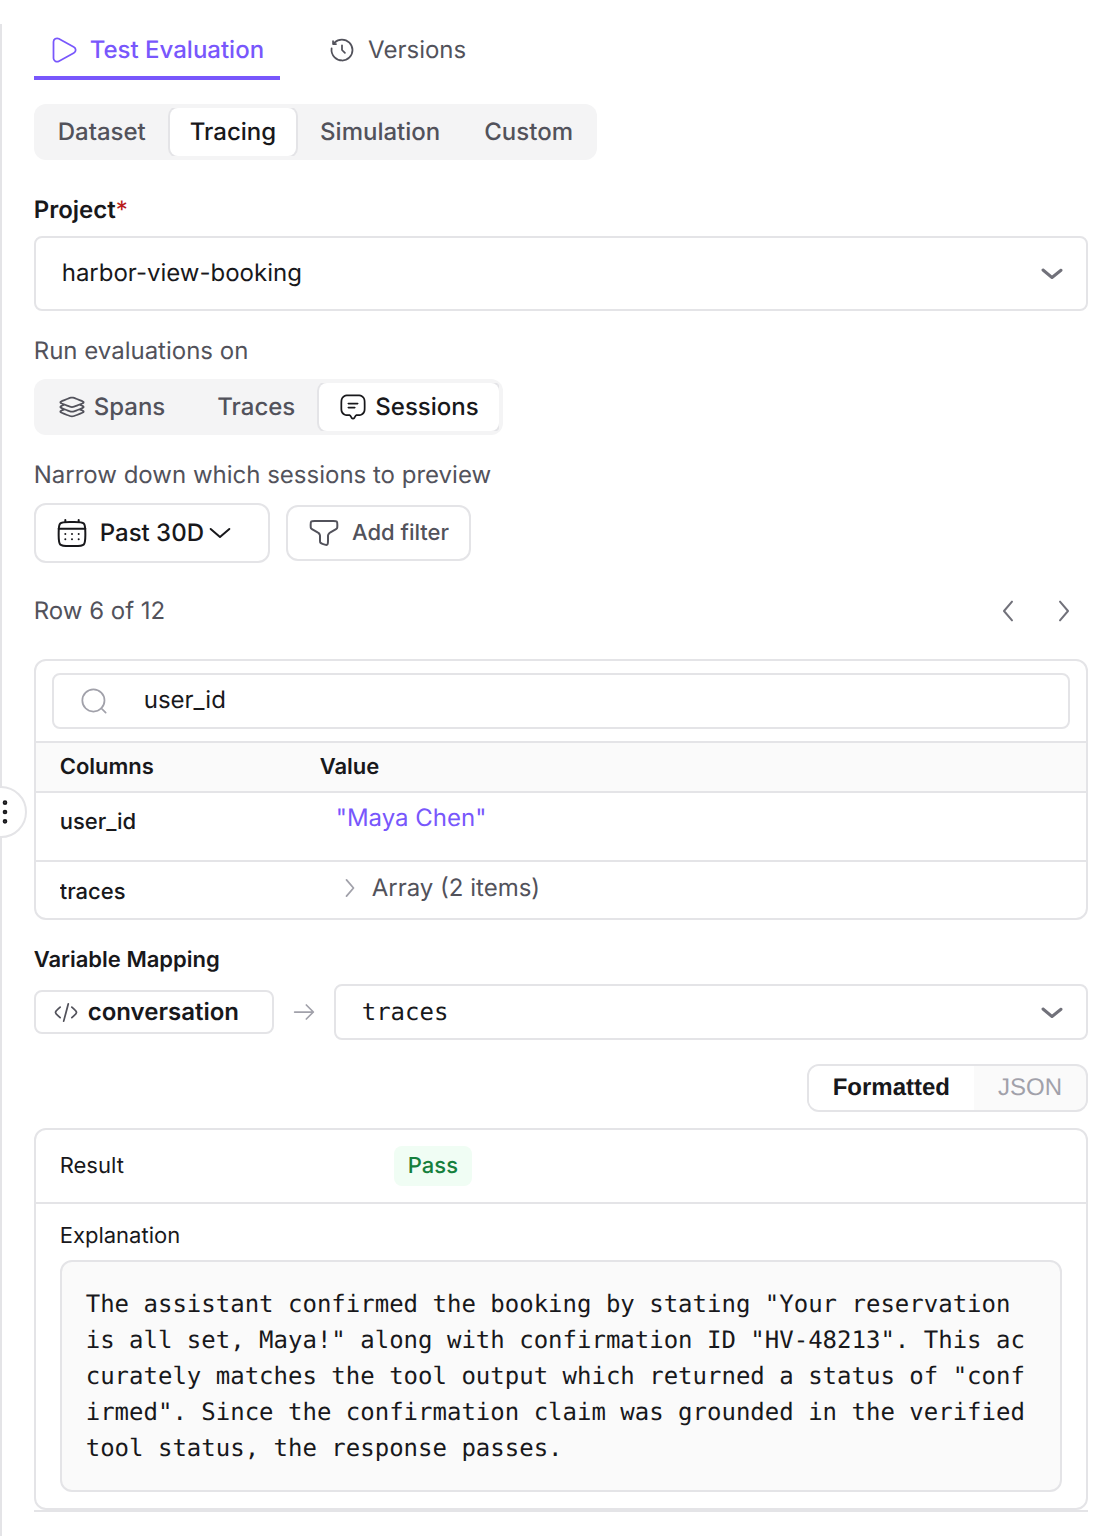 Test Evaluation Versions
Dataset Tracing Simulation Custom
Project*
harbor-view-booking
Run evaluations on
Spans Traces Sessions
Narrow down which sessions to preview
Past 30D Add filter
Row 6 of 12
user_id
Columns Value
user_id "Maya Chen"
traces Array (2 items)
Variable Mapping
</> conversation → traces
Formatted JSON
Result Pass
Explanation
The assistant confirmed the booking by stating "Your reservation
is all set, Maya!" along with confirmation ID "HV-48213". This ac
curately matches the tool output which returned a status of "conf
irmed". Since the confirmation claim was grounded in the verified
tool status, the response passes.